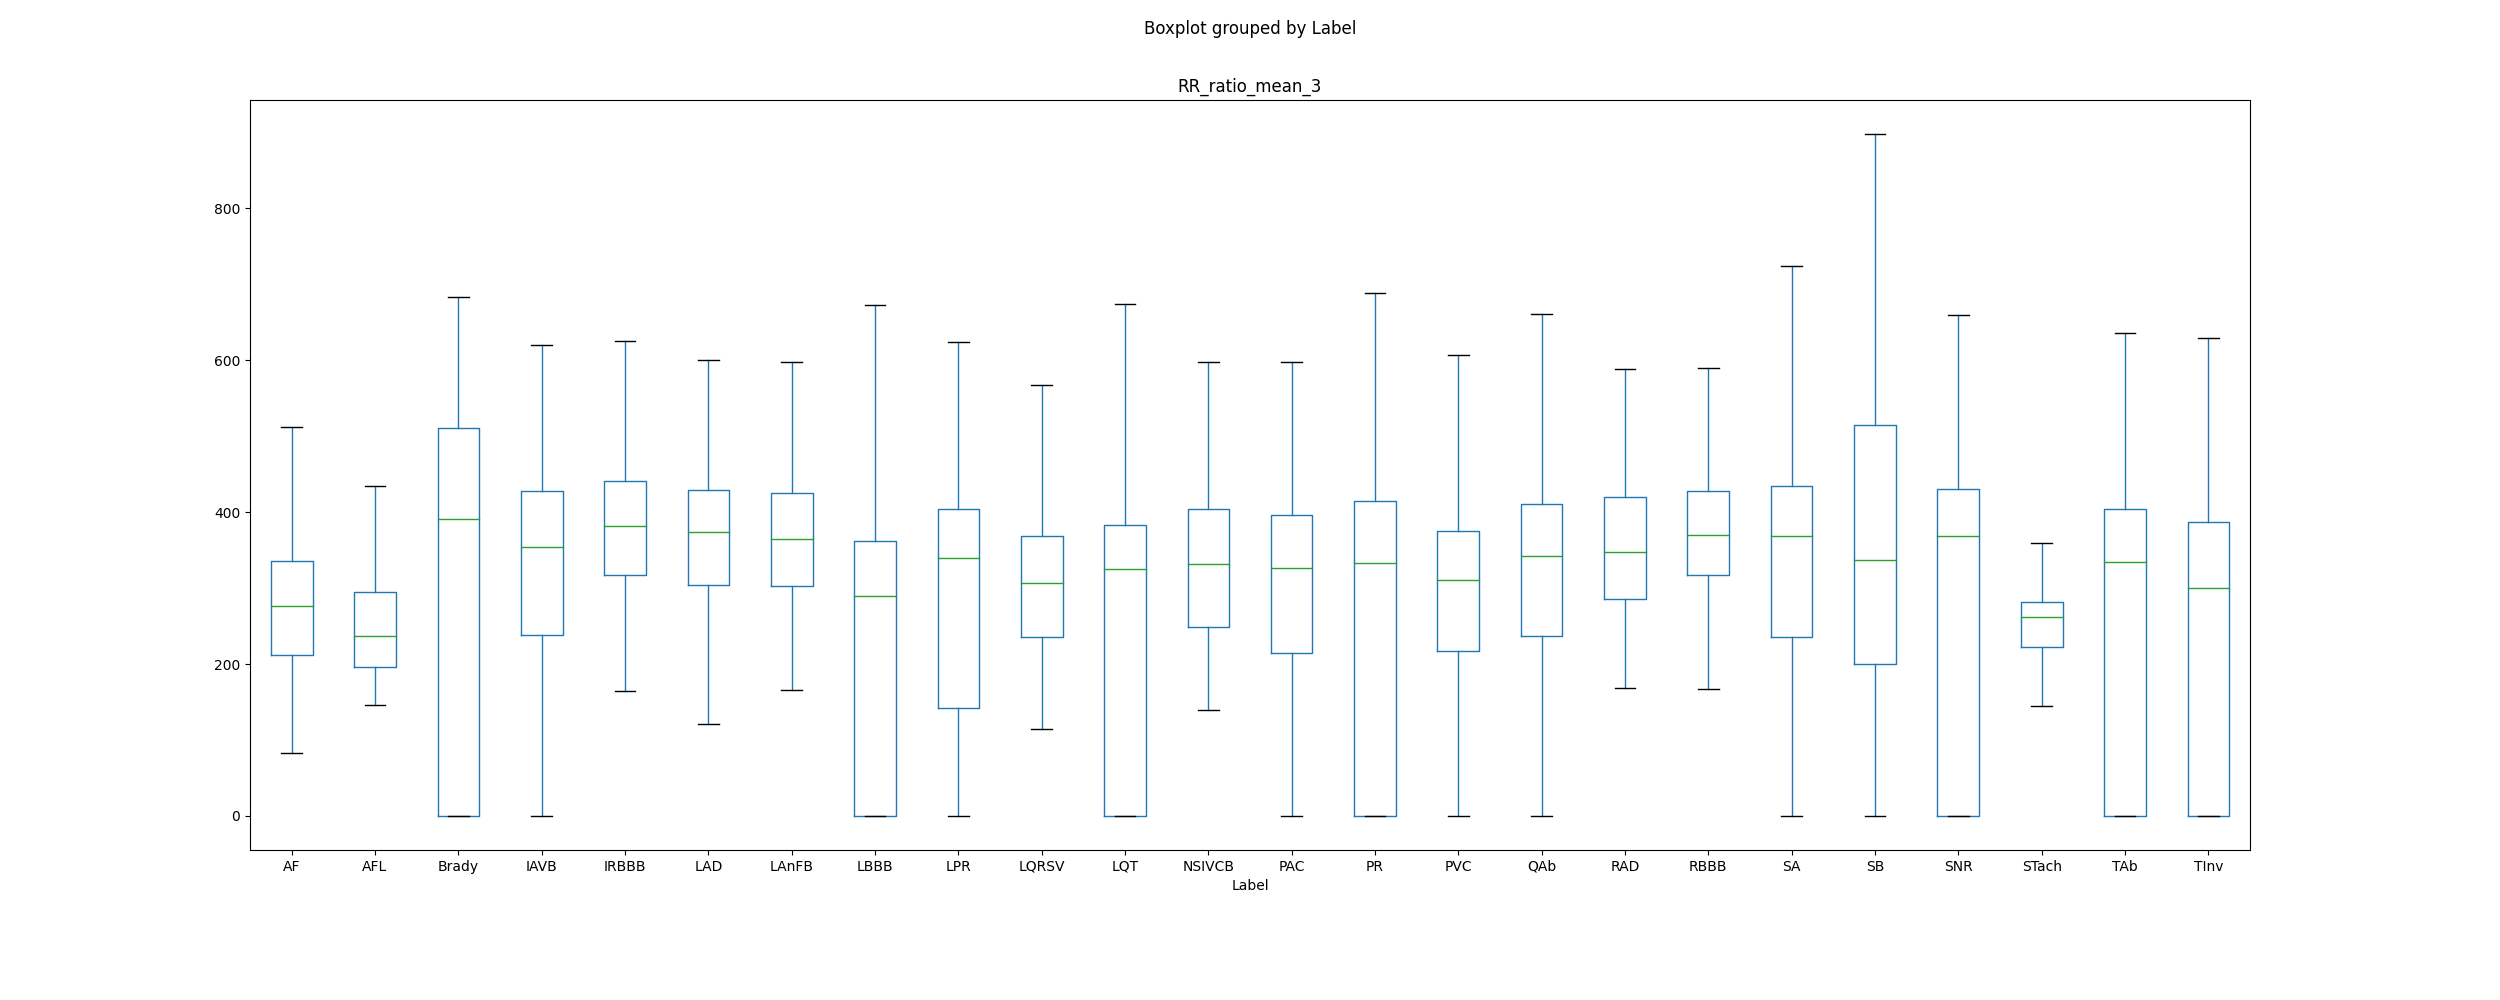 Boxplot grouped by Label
RR_ratio_mean_3
800
600
400
200
0
AF AFL Brady IAVB IRBBB LAD LAnFB LBBB LPR LQRSV LQT NSIVCB PAC PR PVC QAb RAD RBBB SA SB SNR STach TAb TInv
Label